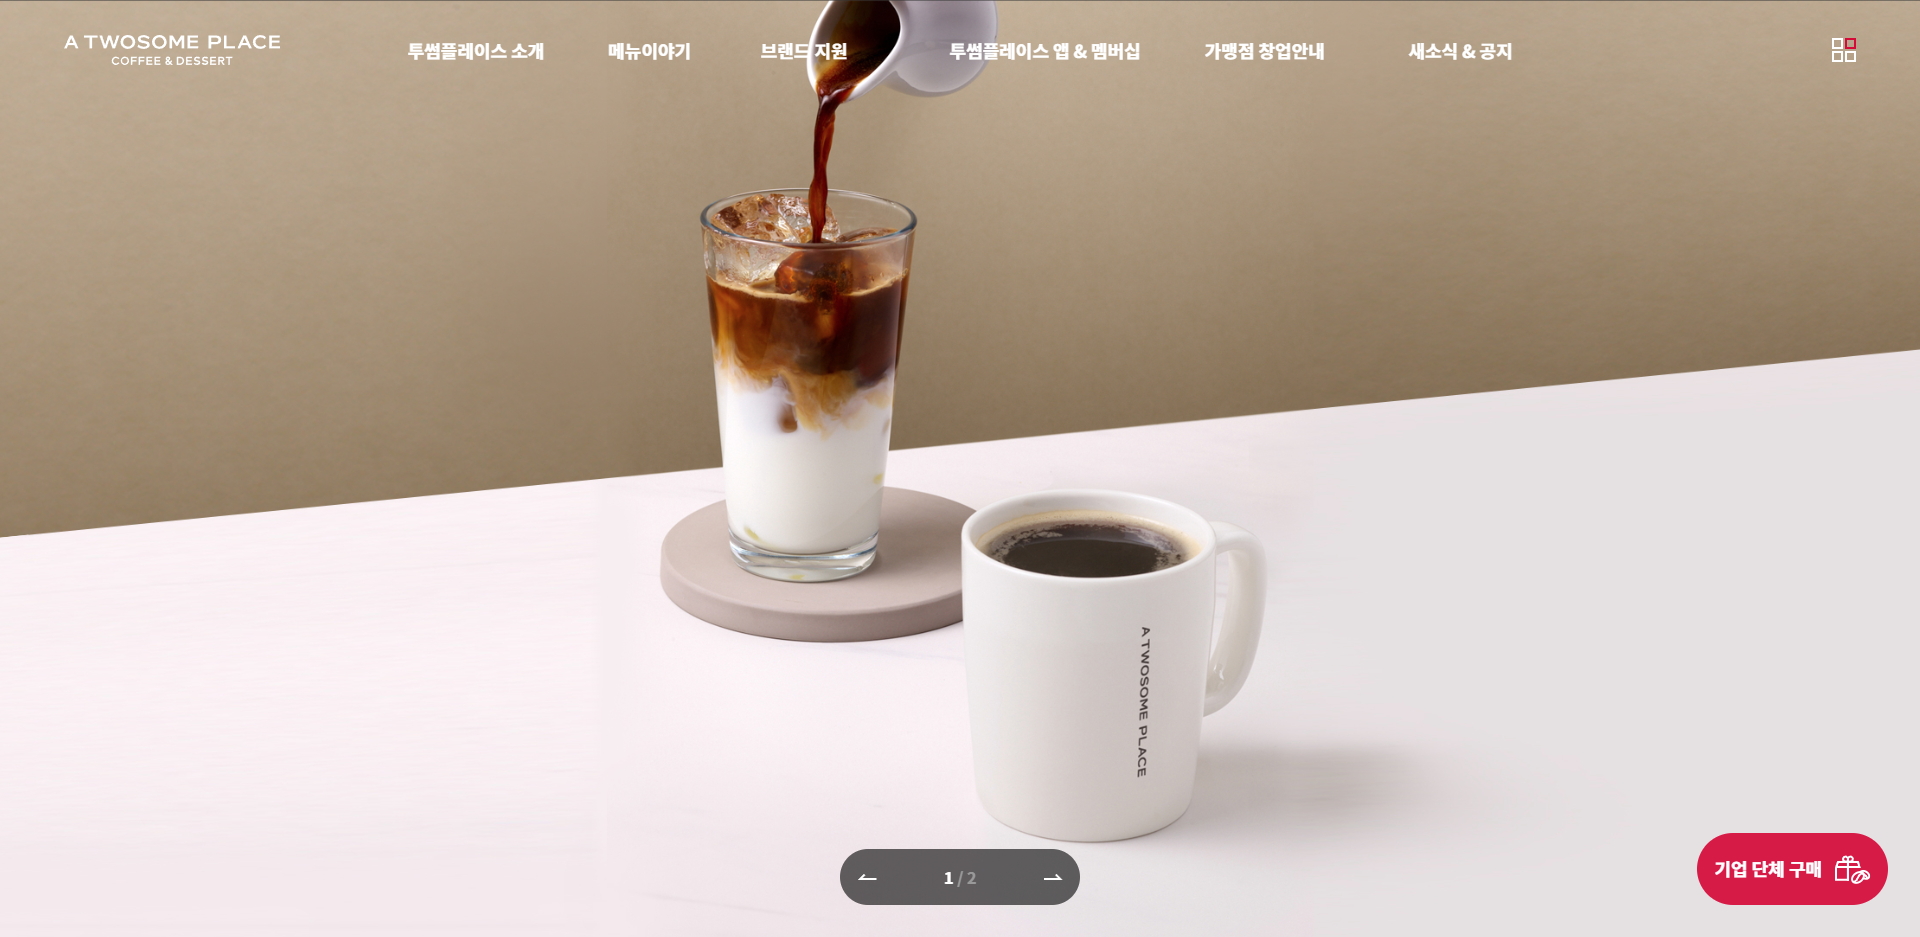 A TWOSOME PLACE
COFFEE & DESSERT
투썸플레이스 소개
메뉴이야기
브랜드 지원
투썸플레이스 앱 & 멤버십
가맹점 창업안내
새소식 & 공지
A TWOSOME PLACE
1 / 2
기업 단체 구매